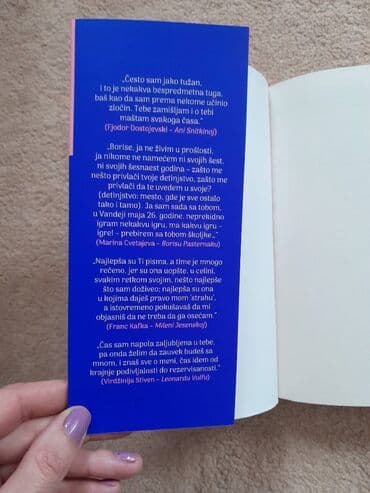 „Često sam jako tužan,
i to je nekakva bespredmetna tuga,
baš kao da sam prema nekome učinio
zločin. Tebe zamišljam i o tebi
maštam svakoga časa.“
(Fjodor Dostojevski – Ani Snitkinoj)
„Borise, ja ne živim u prošlosti,
ja nikome ne namećem ni svojih šest,
ni svojih šesnaest godina – zašto me
nešto privlači tvoje detinjstvo, zašto me
privlači da te uvedem u svoje?
(detinjstvo: mesto, gde je sve ostalo
tako i tamo). Ja sam sada sa tobom,
u Vandeji maja 26. godine, neprekidno
igram nekakvu igru, ma kakvu igru –
igre! – prebirem sa tobom školjke...“
(Marina Cvetajeva – Borisu Pasternaku)
„Najlepša su Ti pisma, a time je mnogo
rečeno, jer su ona uopšte, u celini,
svakim retkom svojim, nešto najlepše
što sam doživeo; najlepša su ona
u kojima daješ pravo mom 'strahu',
a istovremeno pokušavaš da mi
objasniš da ne treba da ga osećam.“
(Franc Kafka – Mileni Jesenskoj)
„Čas sam napola zaljubljena u tebe,
pa onda želim da zauvek budeš sa
mnom, i znaš sve o meni, čas idem od
krajnje podivljalosti do rezervisanosti.“
(Virdžinija Stiven – Leonardu Vulfu)